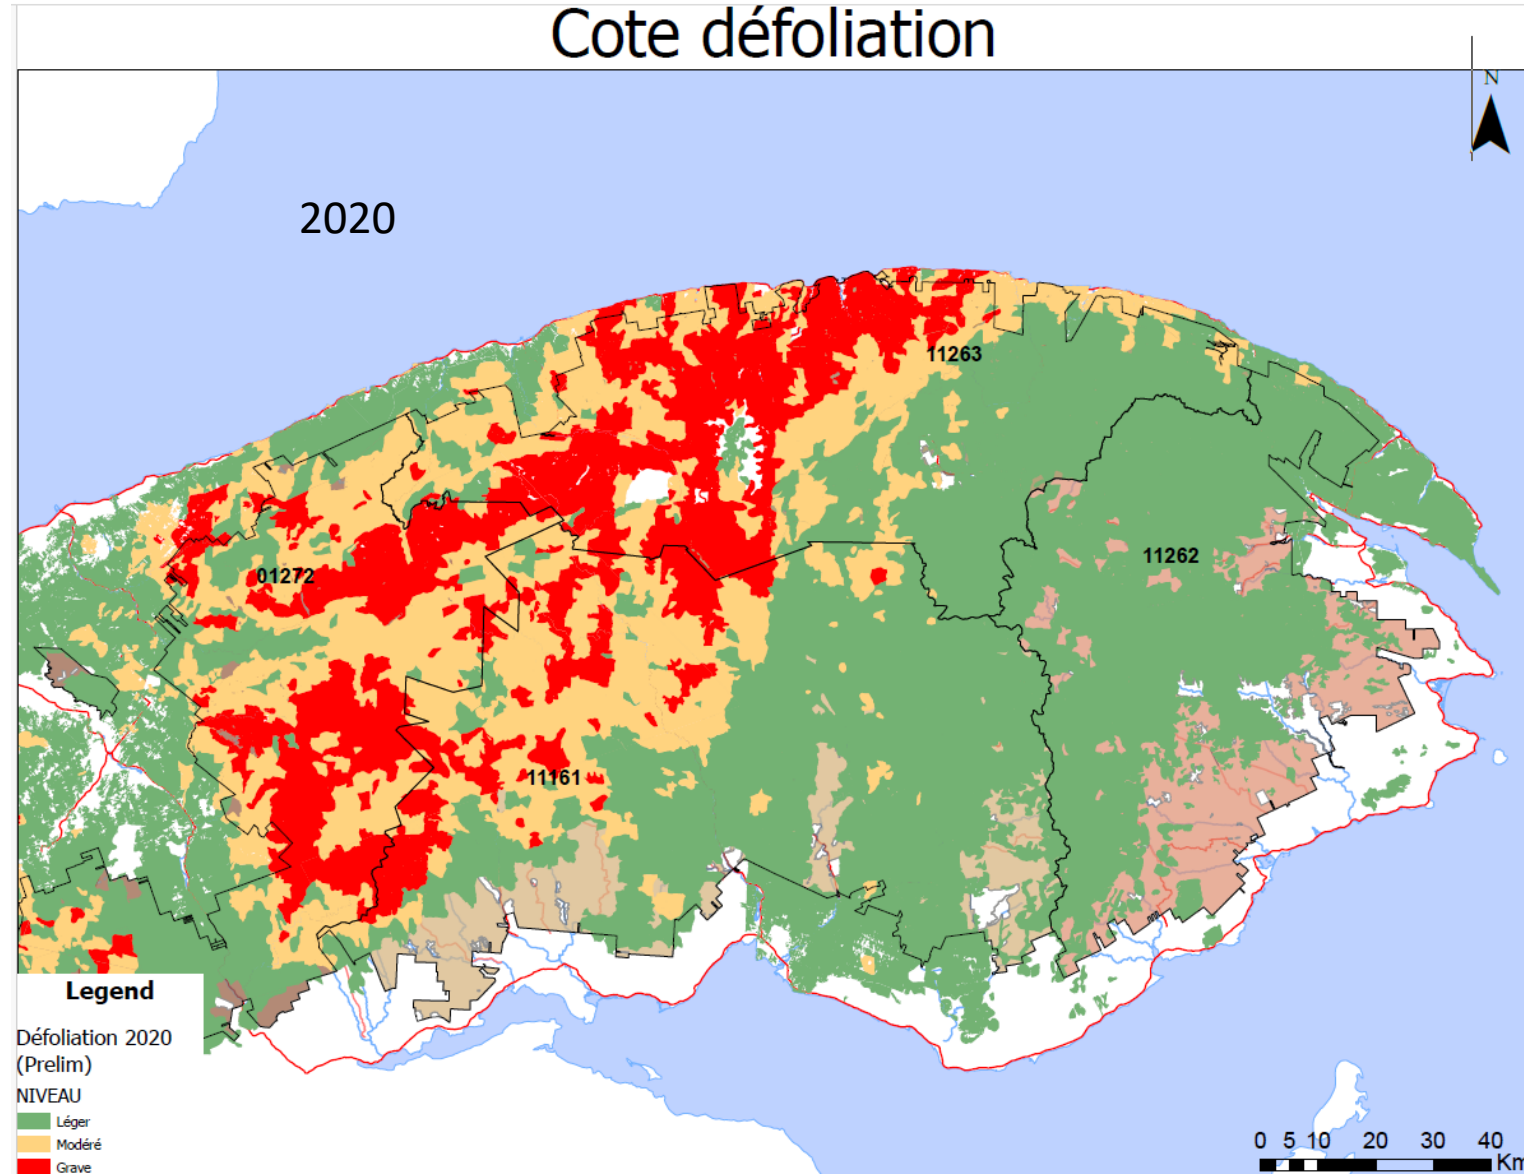 Cote défoliation
N
2020
11263
11262
01272
11161
Legend
Défoliation 2020
(Prelim)
NIVEAU
Léger
Modéré
Grave
0 5 10 20 30 40
Km